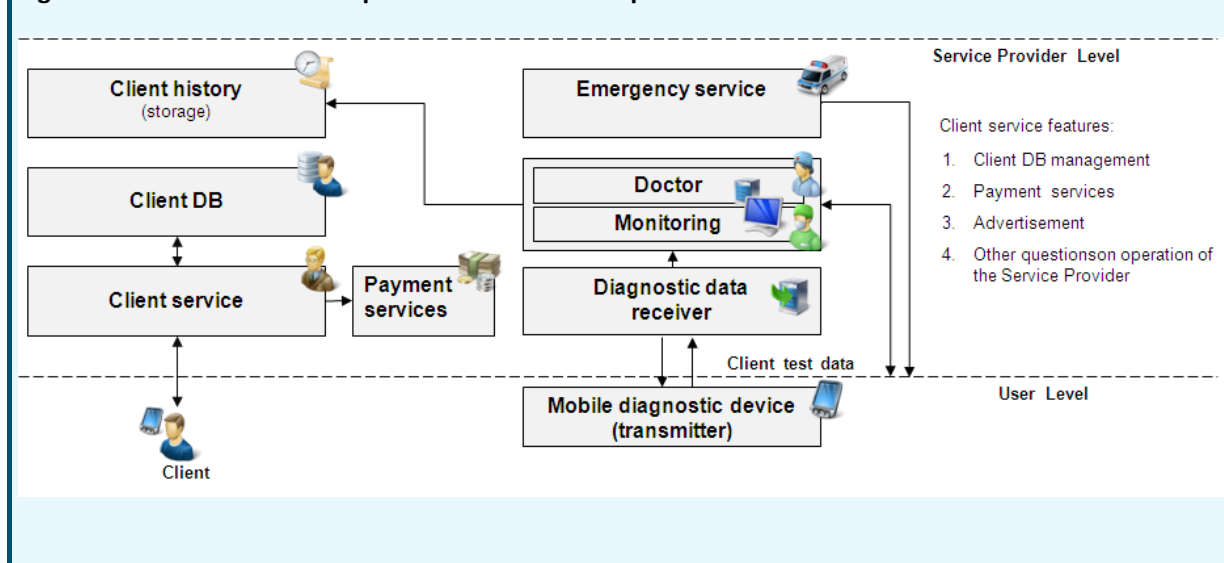 Service Provider Level
Client history
(storage)
Emergency service
Client service features:
1. Client DB management
2. Payment services
3. Advertisement
4. Other questionson operation of
the Service Provider
Client DB
Doctor
Monitoring
Client service
Payment
services
Diagnostic data
receiver
Client test data
User Level
Mobile diagnostic device
(transmitter)
Client